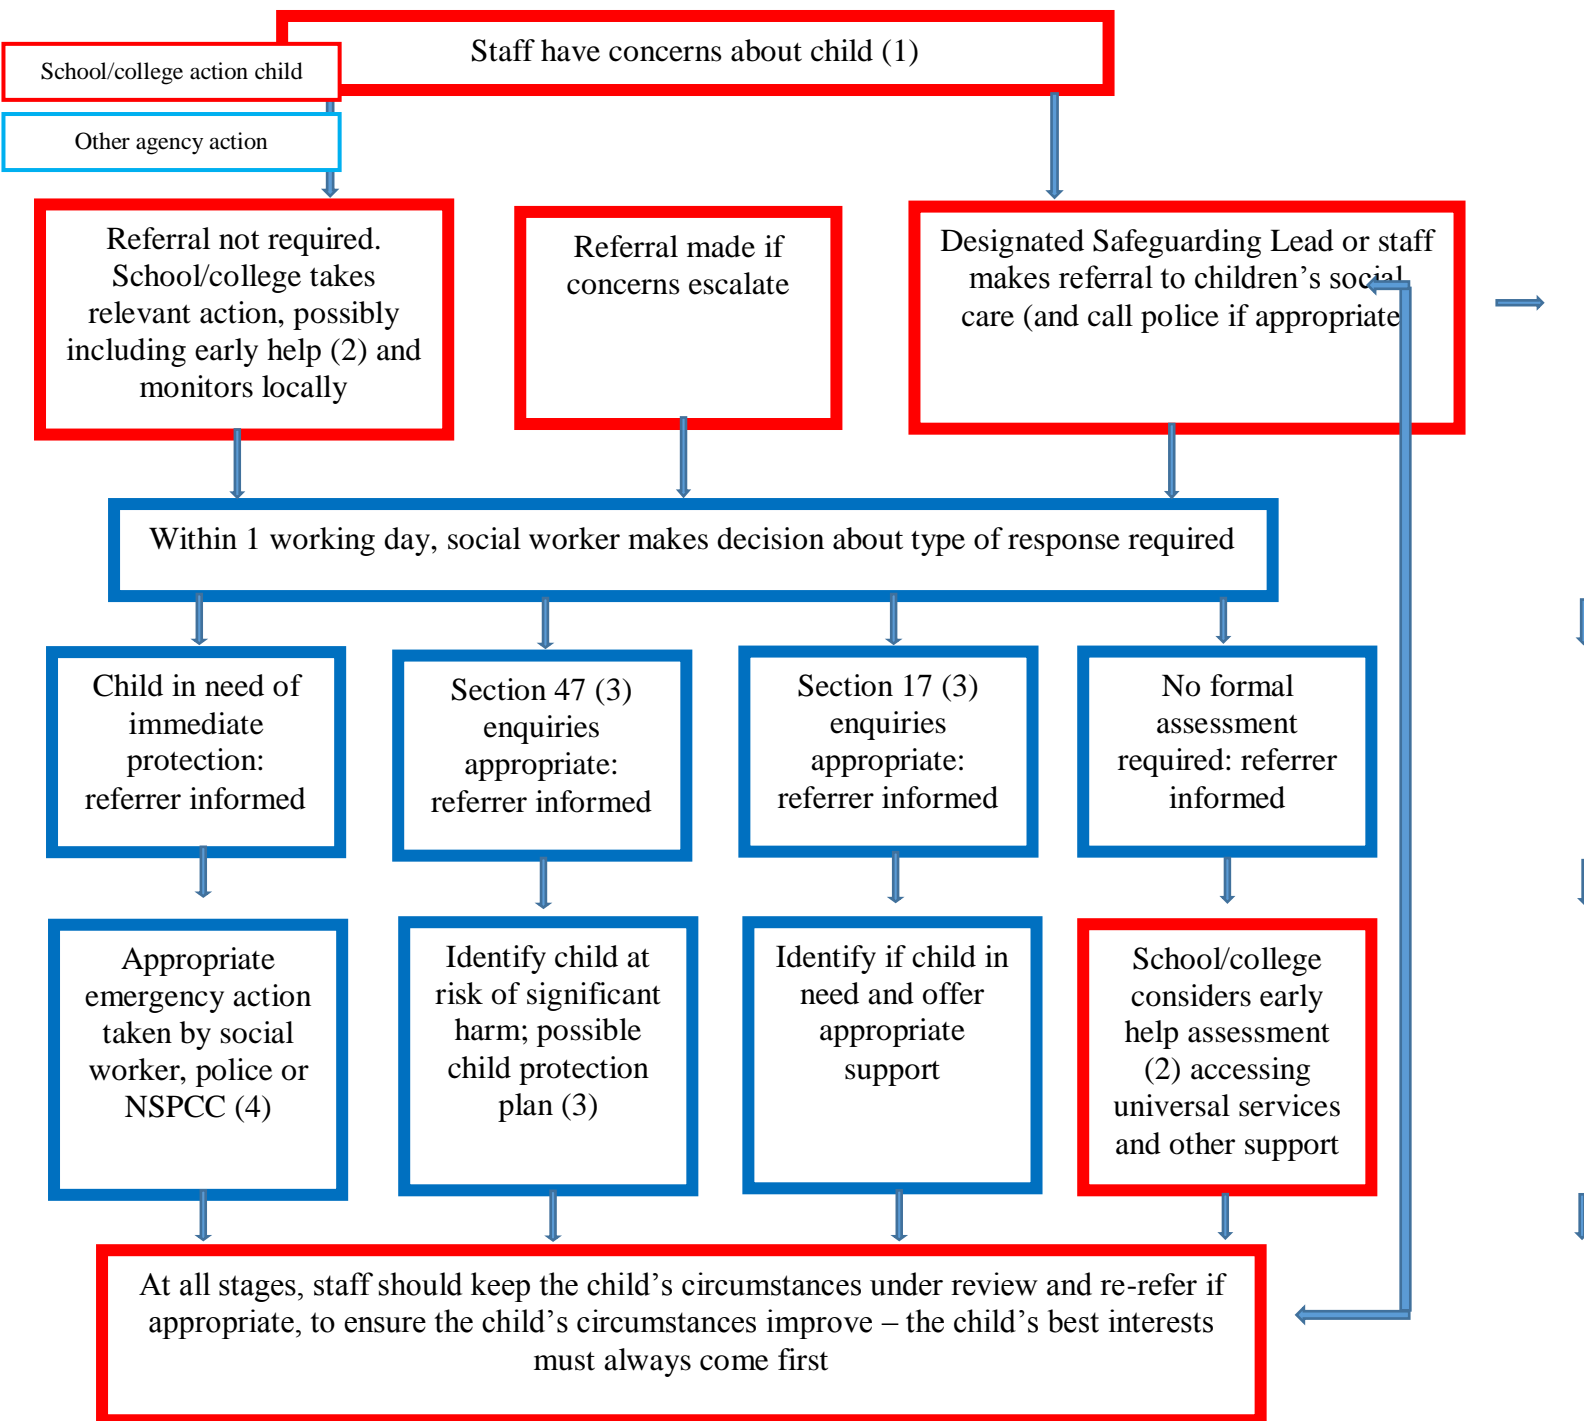 Staff have concerns about child (1)
School/college action child
Other agency action
Referral not required.
School/college takes
relevant action, possibly
including early help (2) and
monitors locally
Referral made if
concerns escalate
Designated Safeguarding Lead or staff
makes referral to children’s social
care (and call police if appropriate
Within 1 working day, social worker makes decision about type of response required
Child in need of
immediate
protection:
referrer informed
Section 47 (3)
enquiries
appropriate:
referrer informed
Section 17 (3)
enquiries
appropriate:
referrer informed
No formal
assessment
required: referrer
informed
Appropriate
emergency action
taken by social
worker, police or
NSPCC (4)
Identify child at
risk of significant
harm; possible
child protection
plan (3)
Identify if child in
need and offer
appropriate
support
School/college
considers early
help assessment
(2) accessing
universal services
and other support
At all stages, staff should keep the child’s circumstances under review and re-refer if
appropriate, to ensure the child’s circumstances improve – the child’s best interests
must always come first